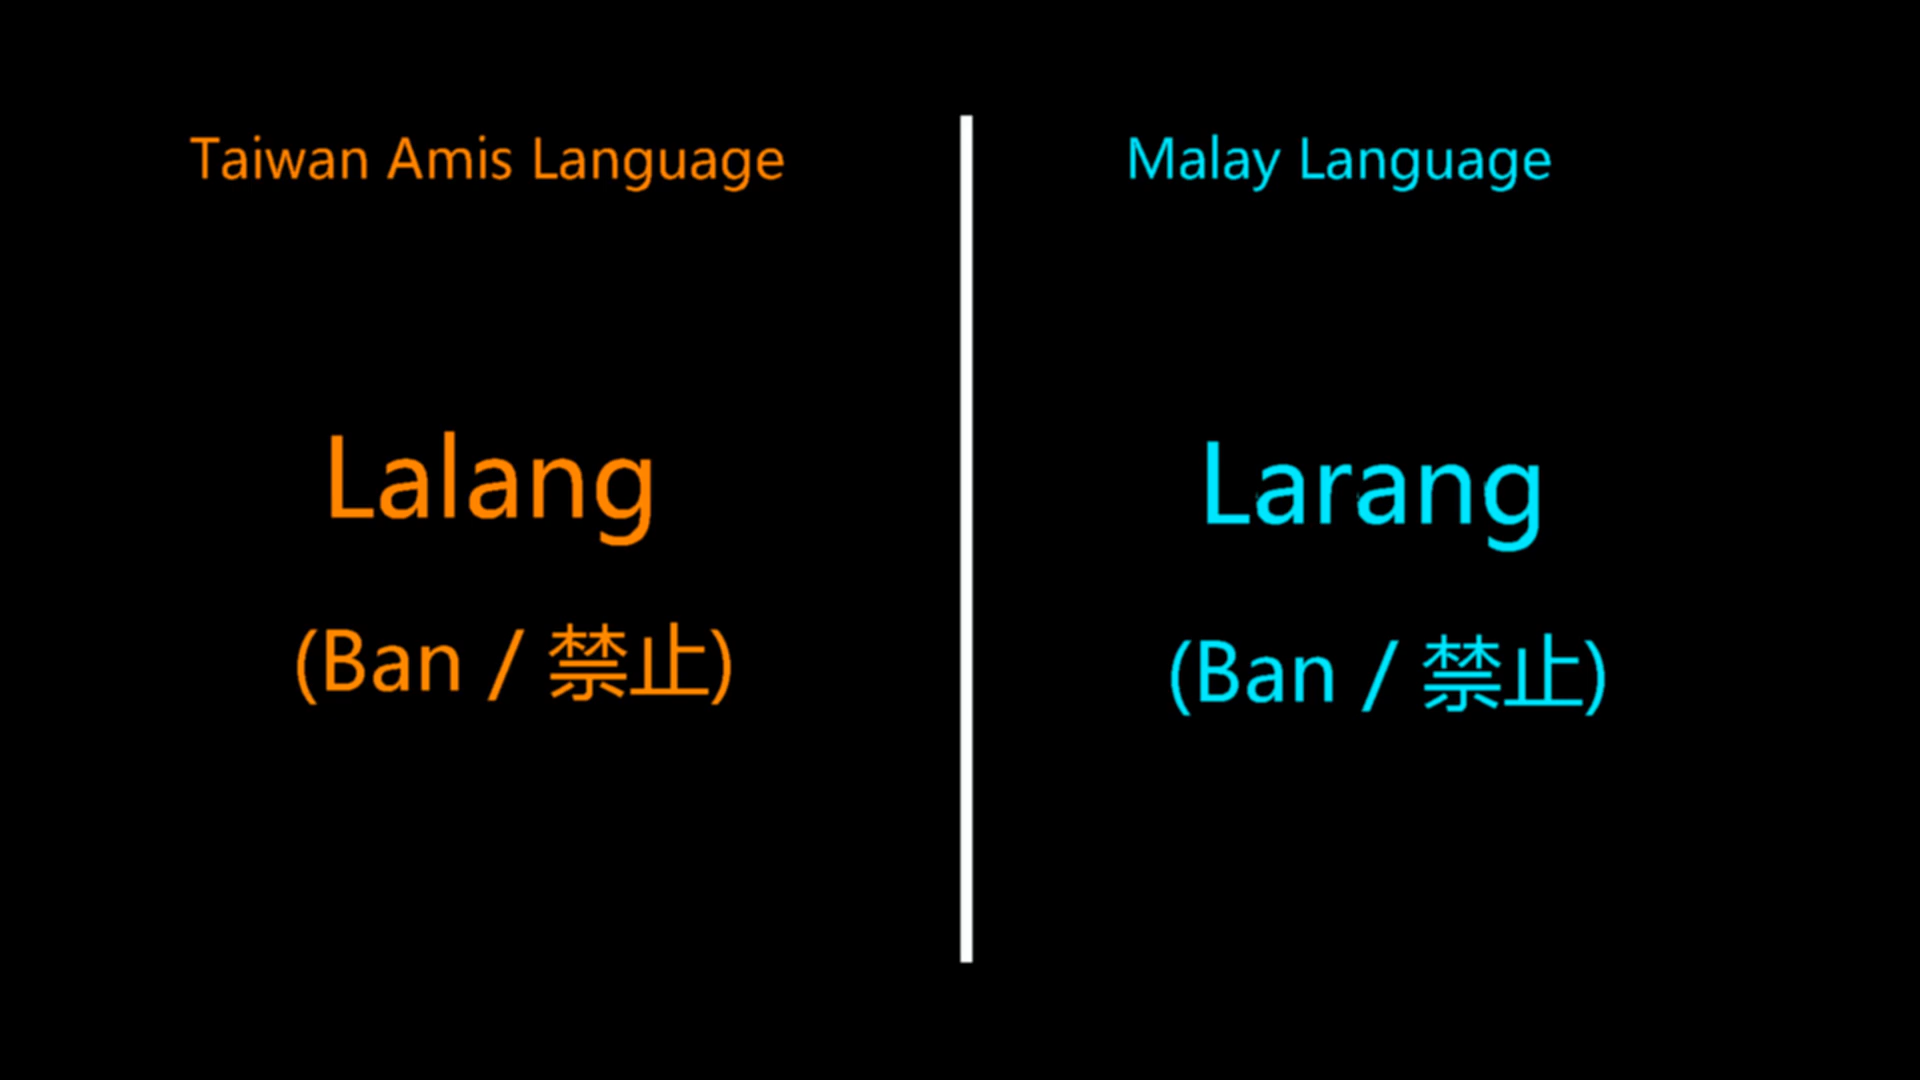 Taiwan Amis Language
Lalang
(Ban / 禁止)
Malay Language
Larang
(Ban / 禁止)